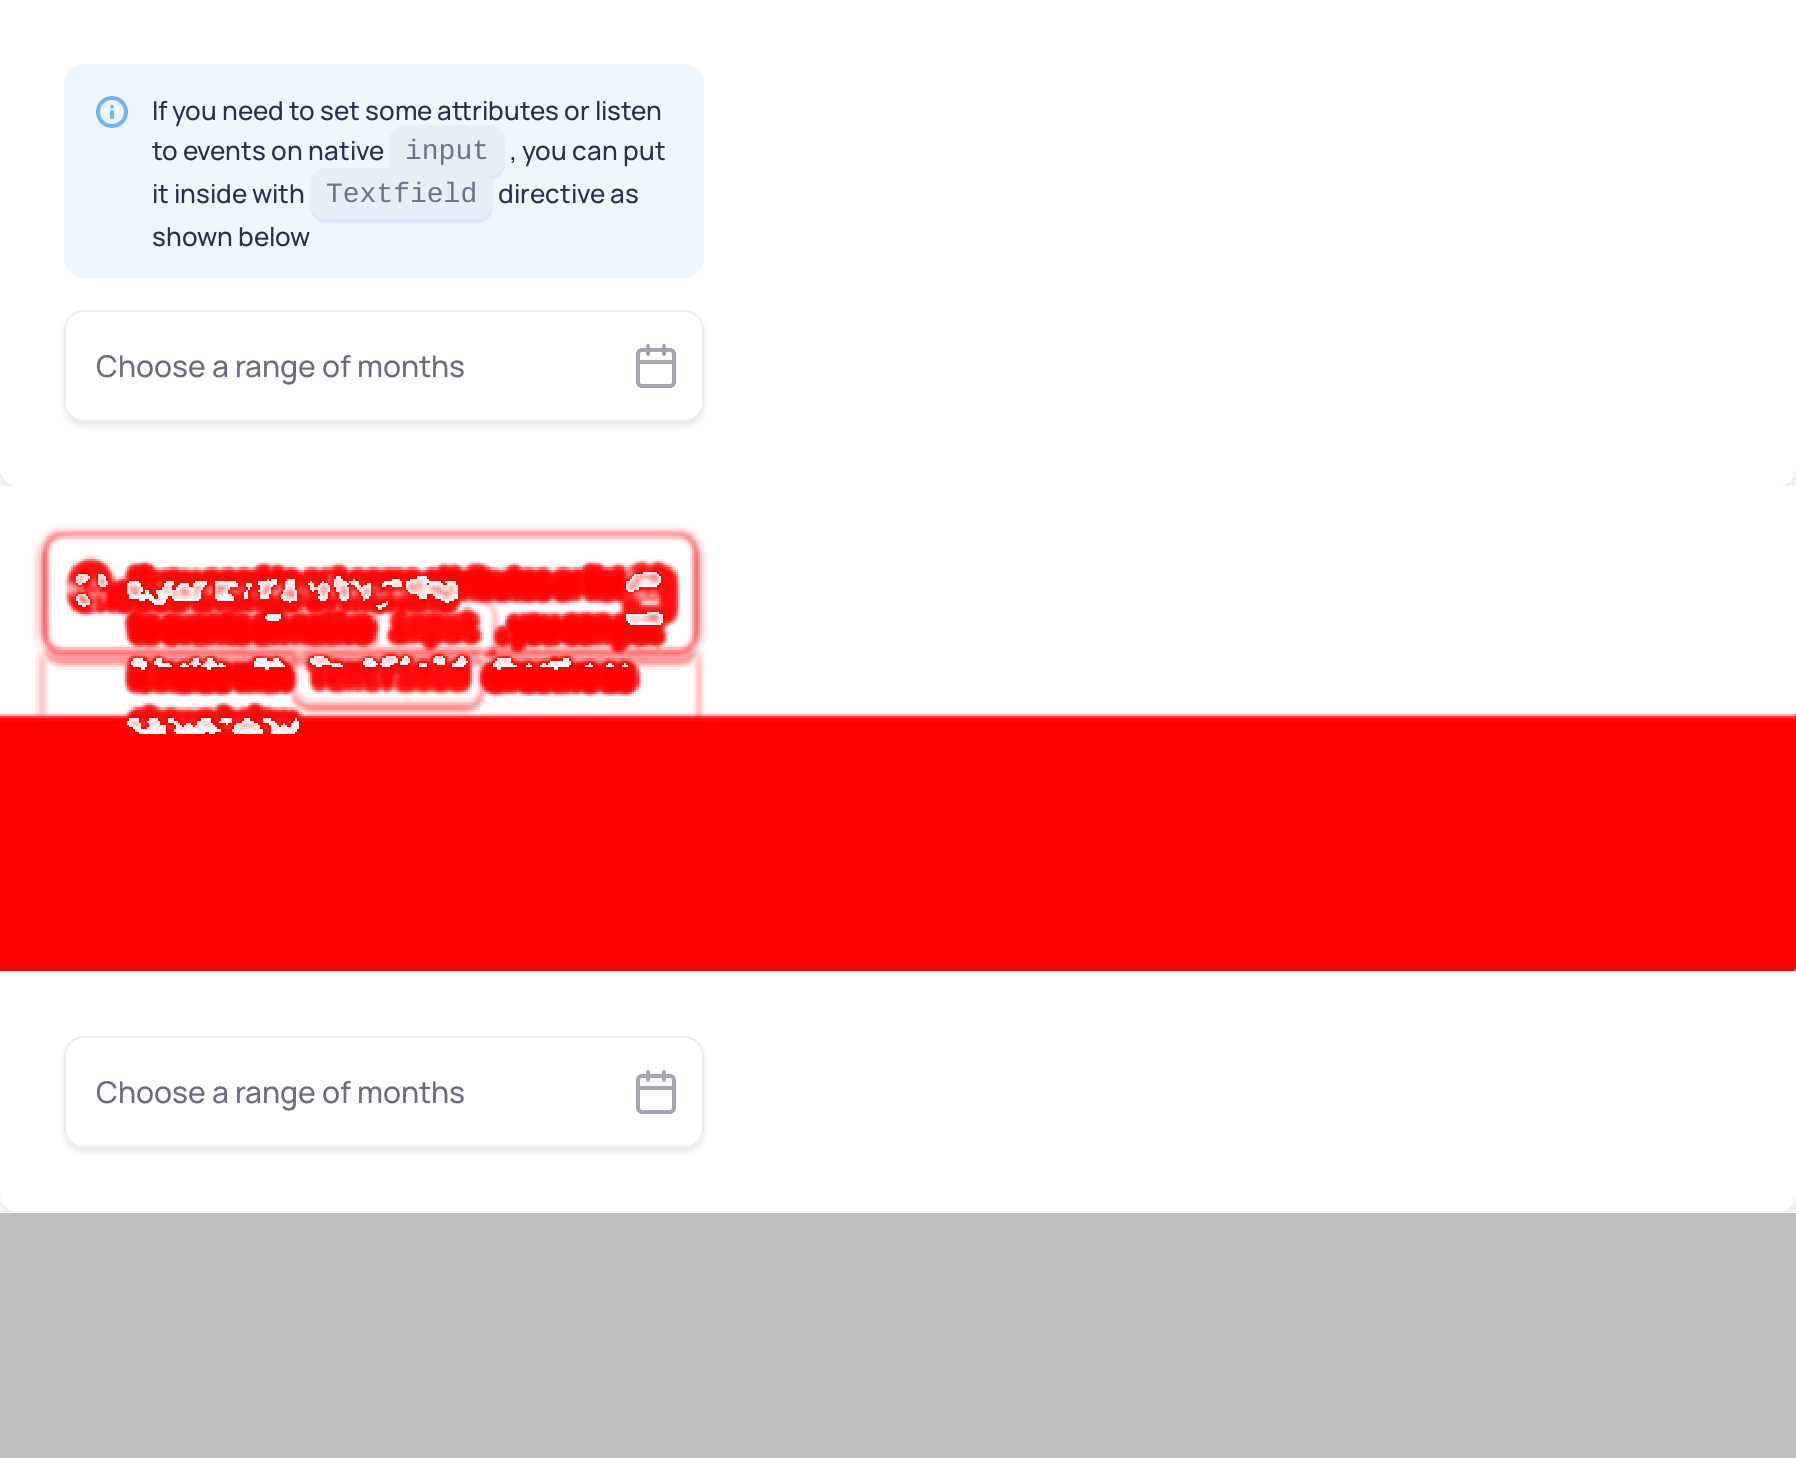 If you need to set some attributes or listen
to events on native input , you can put
it inside with Textfield directive as
shown below
Choose a range of months
Choose a range of months